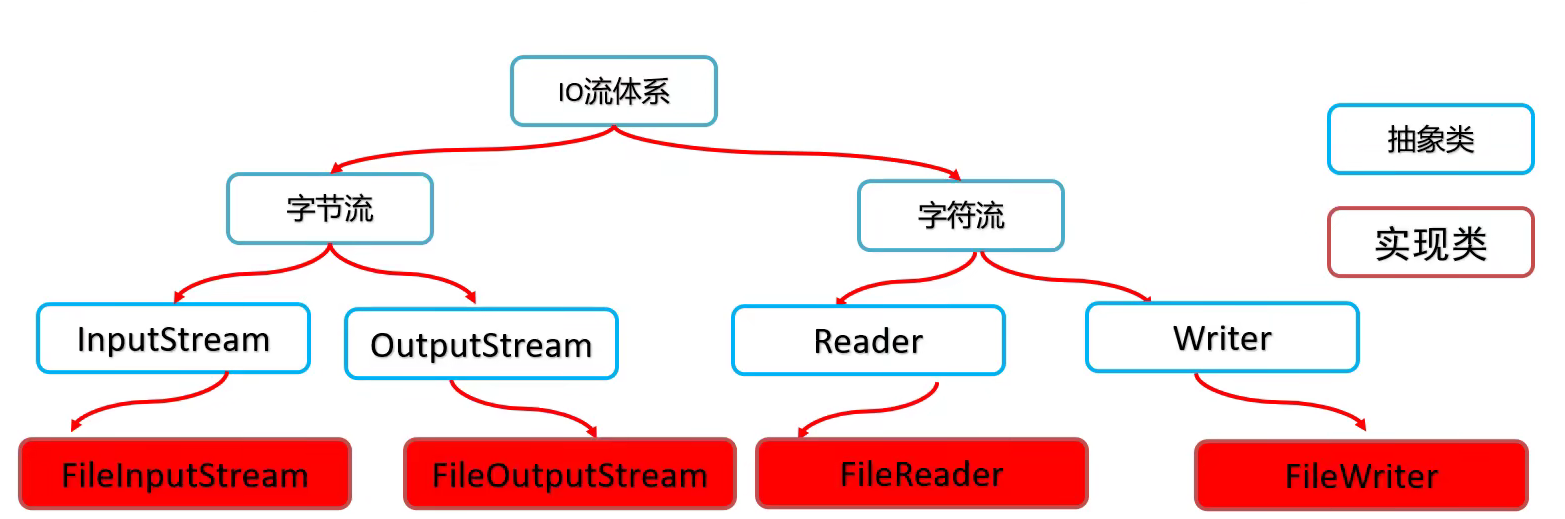 IO流体系
抽象类
字节流
字符流
实现类
InputStream
OutputStream
Reader
Writer
FileInputStream
FileOutputStream
FileReader
FileWriter